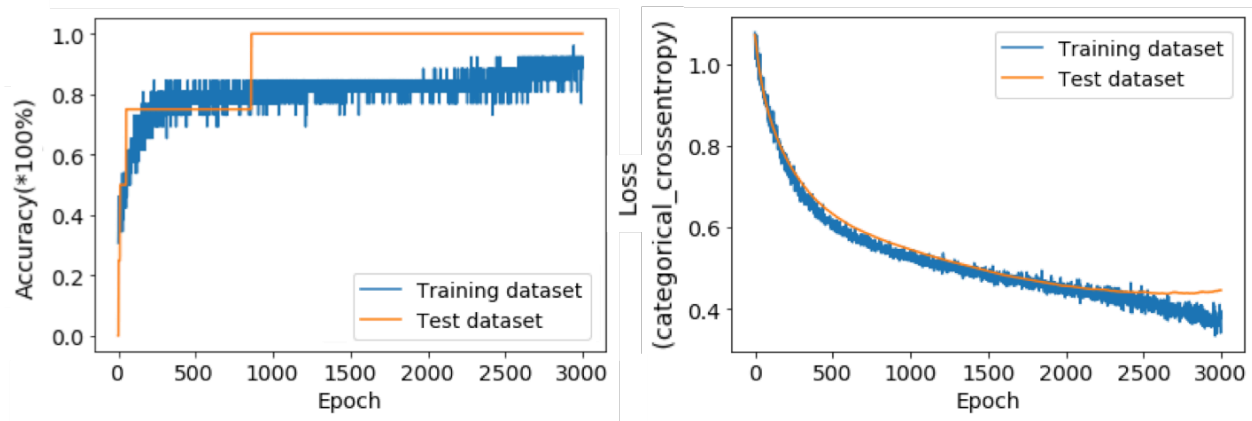 Accuracy(*100%)
1.0
0.8
0.6
0.4
0.2
0.0
Training dataset
Test dataset
0 500 1000 1500 2000 2500 3000
Epoch
Loss
(categorical_crossentropy)
1.0
0.8
0.6
0.4
Training dataset
Test dataset
0 500 1000 1500 2000 2500 3000
Epoch